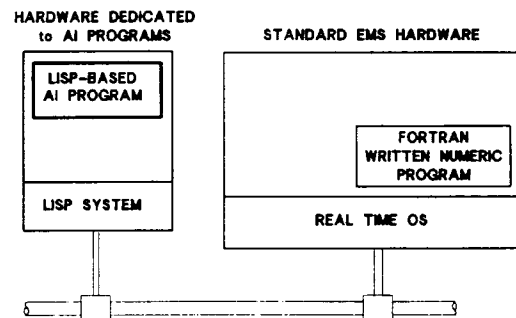 HARDWARE DEDICATED
to AI PROGRAMS
STANDARD EMS HARDWARE
LISP-BASED
AI PROGRAM
FORTRAN
WRITTEN NUMERIC
PROGRAM
LISP SYSTEM
REAL TIME OS